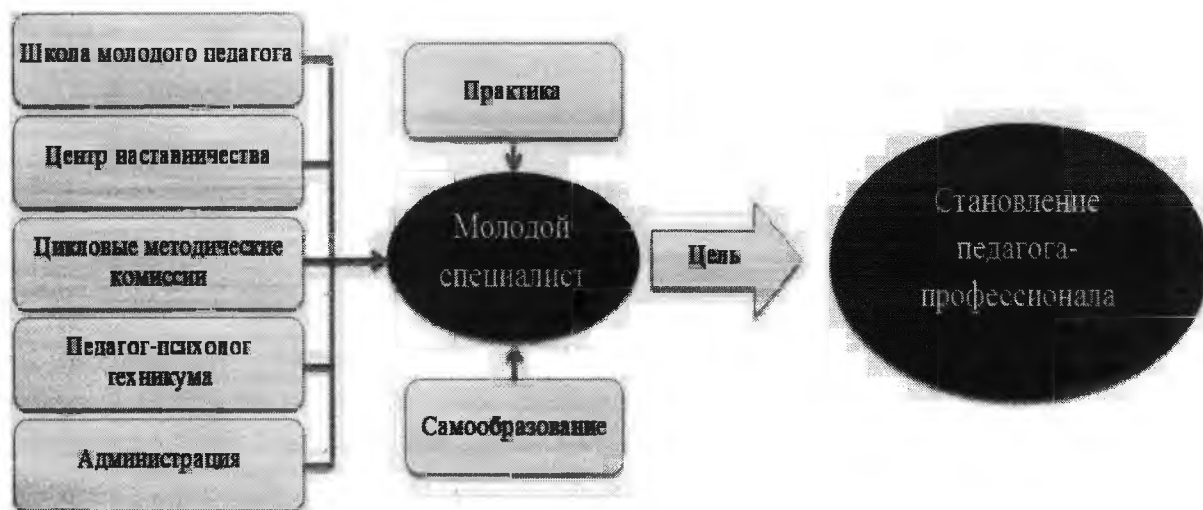 Школа молодого педагога
Центр наставничества
Цикловые методические
комиссии
Педагог-психолог
техникума
Администрация
Практика
Молодой
специалист
Самообразование
Цель
Становление
педагога-
профессионала